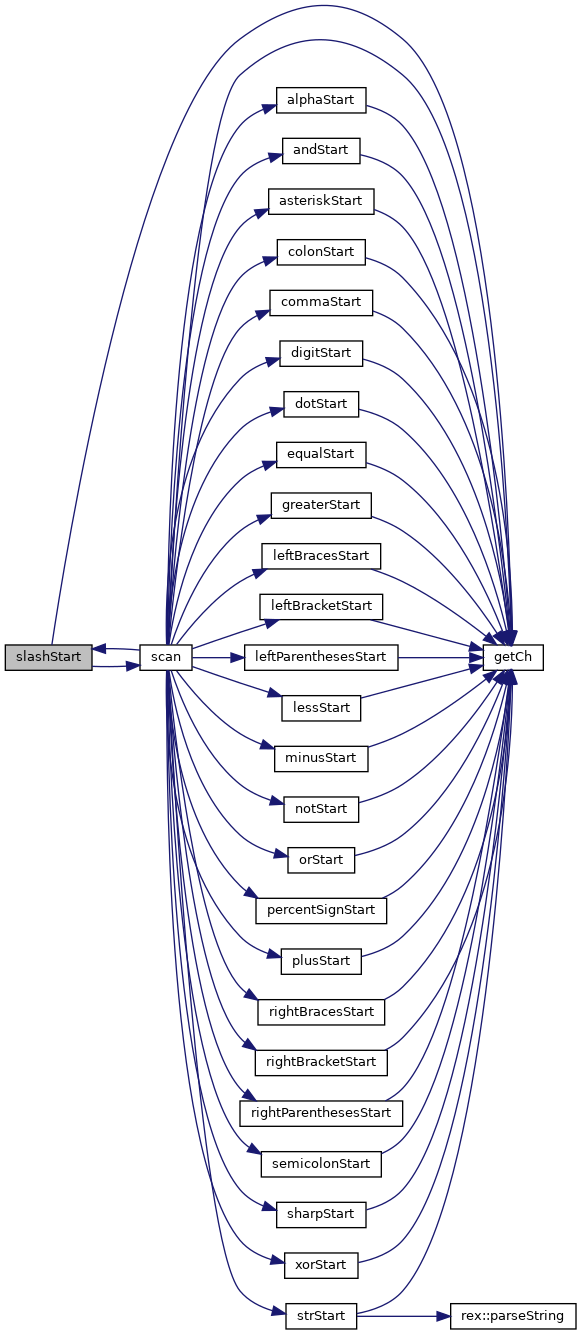 alphaStart
andStart
asteriskStart
colonStart
commaStart
digitStart
dotStart
equalStart
greaterStart
leftBracesStart
leftBracketStart
slashStart
scan
leftParenthesesStart
getCh
lessStart
minusStart
notStart
orStart
percentSignStart
plusStart
rightBracesStart
rightBracketStart
rightParenthesesStart
semicolonStart
sharpStart
xorStart
strStart
rex::parseString